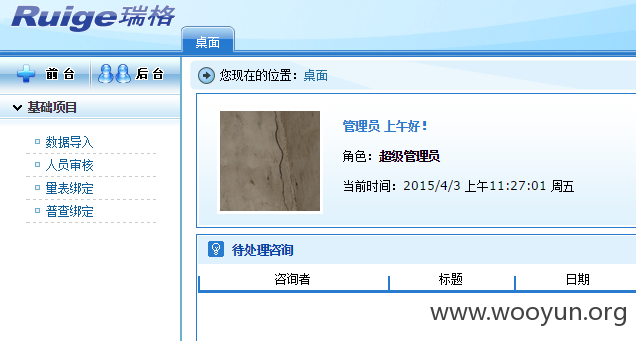 Ruige瑞格
桌面
前台 后台
您现在的位置：桌面
基础项目
数据导入
人员审核
量表绑定
普查绑定
管理员 上午好！
角色：超级管理员
当前时间：2015/4/3 上午11:27:01 周五
待处理咨询
咨询者 标题 日期
www.wooyun.org